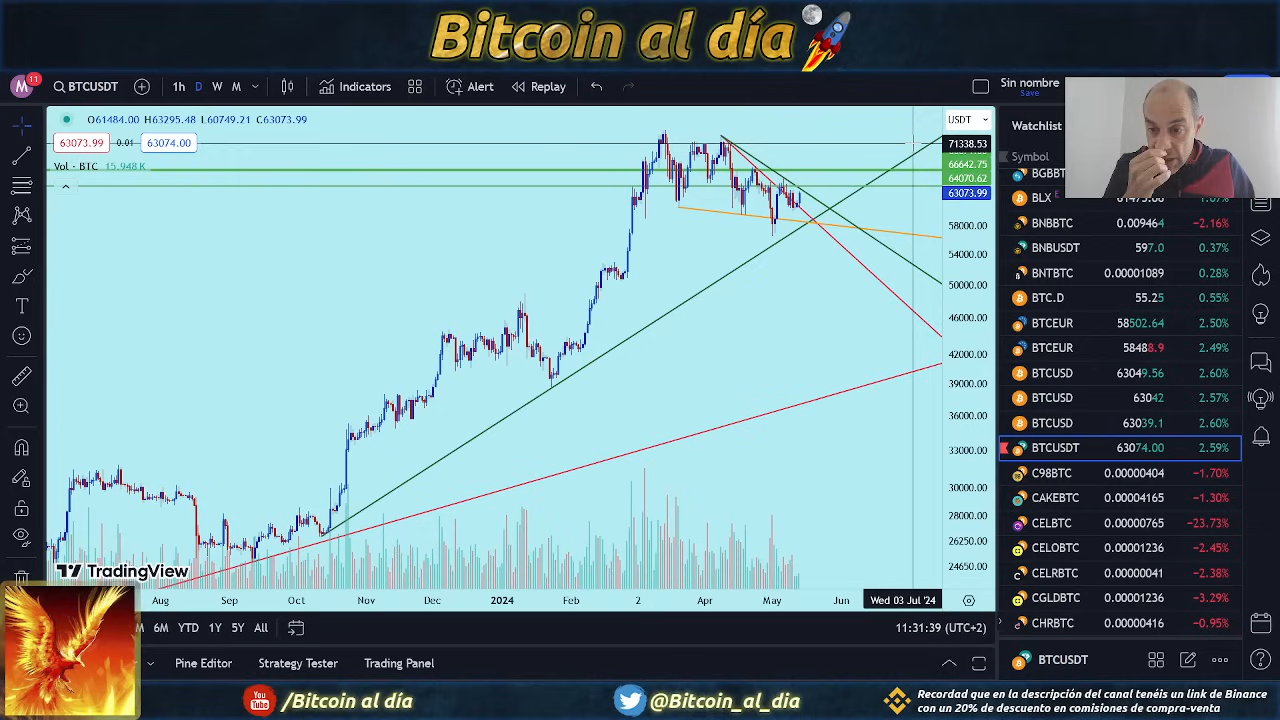 Bitcoin al día
M 11 BTCUSDT 1h D W M Indicators Alert Replay Sin nombre
Save
O61484.00 H63295.48 L60749.21 C63073.99 USDT
63073.99 0.01 63074.00
Vol · BTC 15.948 K
71338.53
66642.75
64070.62
63073.99
58000.00
54000.00
50000.00
46000.00
42000.00
39000.00
36000.00
33000.00
30000.00
28000.00
26250.00
24650.00
TradingView
Aug Sep Oct Nov Dec 2024 Feb 2 Apr May Jun Wed 03 Jul '24
M 6M YTD 1Y 5Y All 11:31:39 (UTC+2)
Pine Editor Strategy Tester Trading Panel
Watchlist
Symbol
BGBBT
BLX E
BNBBTC 0.009464 −2.16%
BNBUSDT 597.0 0.37%
BNTBTC 0.00001089 0.28%
BTC.D 55.25 0.55%
BTCEUR 58502.64 2.50%
BTCEUR 58488.9 2.49%
BTCUSD 63049.56 2.60%
BTCUSD 63042 2.57%
BTCUSD 63039.1 2.60%
BTCUSDT 63074.00 2.59%
C98BTC 0.00000404 −1.70%
CAKEBTC 0.00004165 −1.30%
CELBTC 0.00000765 −23.73%
CELOBTC 0.00001236 −2.45%
CELRBTC 0.00000041 −2.38%
CGLDBTC 0.00001236 −3.29%
CHRBTC 0.00000416 −0.95%
BTCUSDT
You Tube /Bitcoin al día
@Bitcoin_al_dia
Recordad que en la descripción del canal tenéis un link de Binance
con un 20% de descuento en comisiones de compra-venta